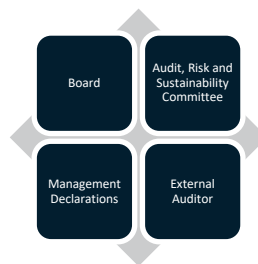 Board
Audit, Risk and
Sustainability
Committee
Management
Declarations
External
Auditor